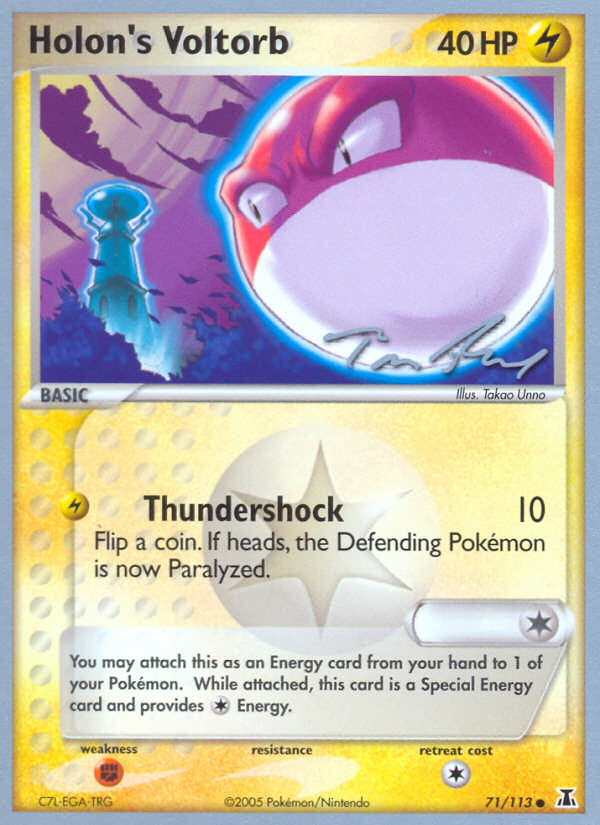 Holon's Voltorb
40 HP
BASIC
Illus. Takao Unno
Thundershock 10
Flip a coin. If heads, the Defending Pokémon
is now Paralyzed.
You may attach this as an Energy card from your hand to 1 of
your Pokémon. While attached, this card is a Special Energy
card and provides Energy.
weakness resistance retreat cost
C7L-EGA-TRG ©2005 Pokémon/Nintendo 71/113